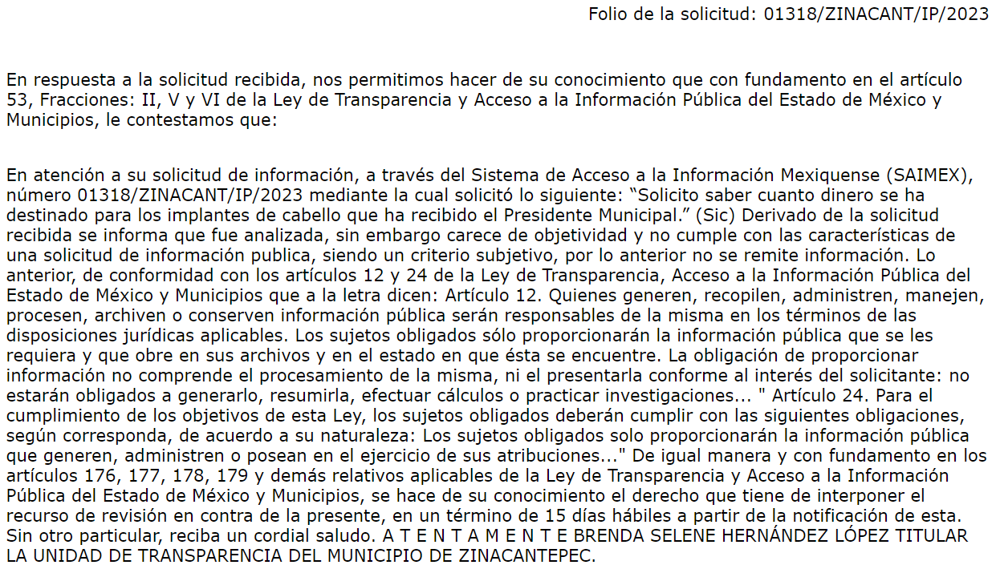 Folio de la solicitud: 01318/ZINACANT/IP/2023
En respuesta a la solicitud recibida, nos permitimos hacer de su conocimiento que con fundamento en el artículo
53, Fracciones: II, V y VI de la Ley de Transparencia y Acceso a la Información Pública del Estado de México y
Municipios, le contestamos que:
En atención a su solicitud de información, a través del Sistema de Acceso a la Información Mexiquense (SAIMEX),
número 01318/ZINACANT/IP/2023 mediante la cual solicitó lo siguiente: “Solicito saber cuanto dinero se ha
destinado para los implantes de cabello que ha recibido el Presidente Municipal.” (Sic) Derivado de la solicitud
recibida se informa que fue analizada, sin embargo carece de objetividad y no cumple con las características de
una solicitud de información publica, siendo un criterio subjetivo, por lo anterior no se remite información. Lo
anterior, de conformidad con los artículos 12 y 24 de la Ley de Transparencia, Acceso a la Información Pública del
Estado de México y Municipios que a la letra dicen: Artículo 12. Quienes generen, recopilen, administren, manejen,
procesen, archiven o conserven información pública serán responsables de la misma en los términos de las
disposiciones jurídicas aplicables. Los sujetos obligados sólo proporcionarán la información pública que se les
requiera y que obre en sus archivos y en el estado en que ésta se encuentre. La obligación de proporcionar
información no comprende el procesamiento de la misma, ni el presentarla conforme al interés del solicitante: no
estarán obligados a generarlo, resumirla, efectuar cálculos o practicar investigaciones... " Artículo 24. Para el
cumplimiento de los objetivos de esta Ley, los sujetos obligados deberán cumplir con las siguientes obligaciones,
según corresponda, de acuerdo a su naturaleza: Los sujetos obligados solo proporcionarán la información pública
que generen, administren o posean en el ejercicio de sus atribuciones..." De igual manera y con fundamento en los
artículos 176, 177, 178, 179 y demás relativos aplicables de la Ley de Transparencia y Acceso a la Información
Pública del Estado de México y Municipios, se hace de su conocimiento el derecho que tiene de interponer el
recurso de revisión en contra de la presente, en un término de 15 días hábiles a partir de la notificación de esta.
Sin otro particular, reciba un cordial saludo. A T E N T A M E N T E BRENDA SELENE HERNÁNDEZ LÓPEZ TITULAR
LA UNIDAD DE TRANSPARENCIA DEL MUNICIPIO DE ZINACANTEPEC.